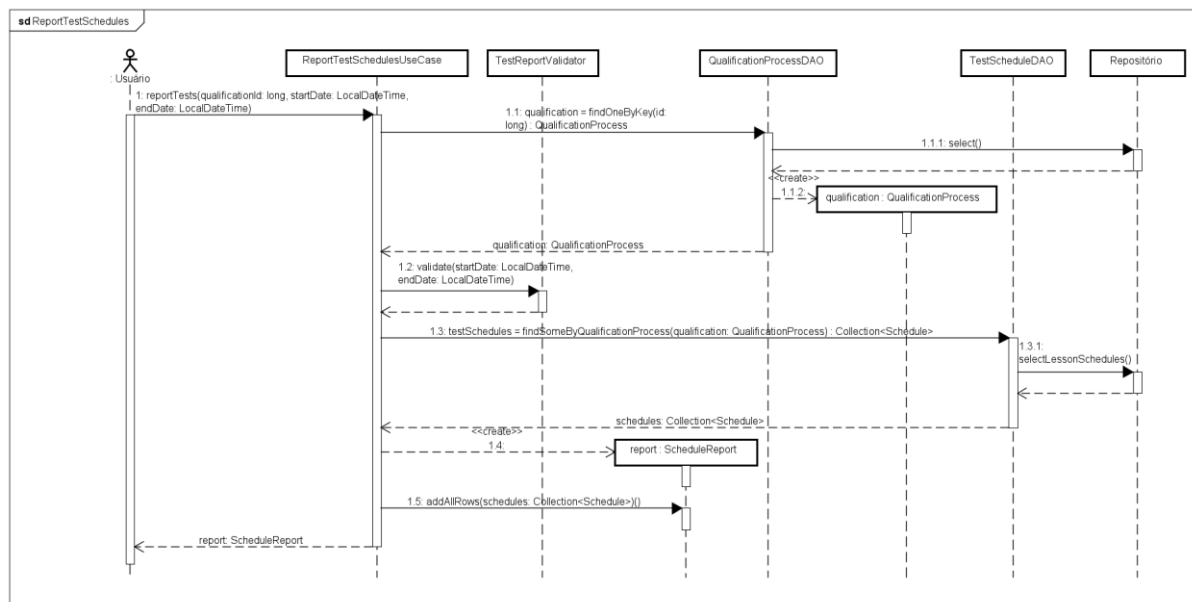 sd ReportTestSchedules
: Usuário
ReportTestSchedulesUseCase
TestReportValidator
QualificationProcessDAO
TestScheduleDAO
Repositório
1: reportTests(qualificationId: long, startDate: LocalDateTime,
endDate: LocalDateTime)
1.1: qualification = findOneByKey(id:
long) : QualificationProcess
1.1.1: select()
<<create>>
1.1.2:
qualification : QualificationProcess
qualification: QualificationProcess
1.2: validate(startDate: LocalDateTime,
endDate: LocalDateTime)
1.3: testSchedules = findSomeByQualificationProcess(qualification: QualificationProcess) : Collection<Schedule>
1.3.1:
selectLessonSchedules()
schedules: Collection<Schedule>
<<create>>
1.4:
report : ScheduleReport
1.5: addAllRows(schedules: Collection<Schedule>)()
report: ScheduleReport